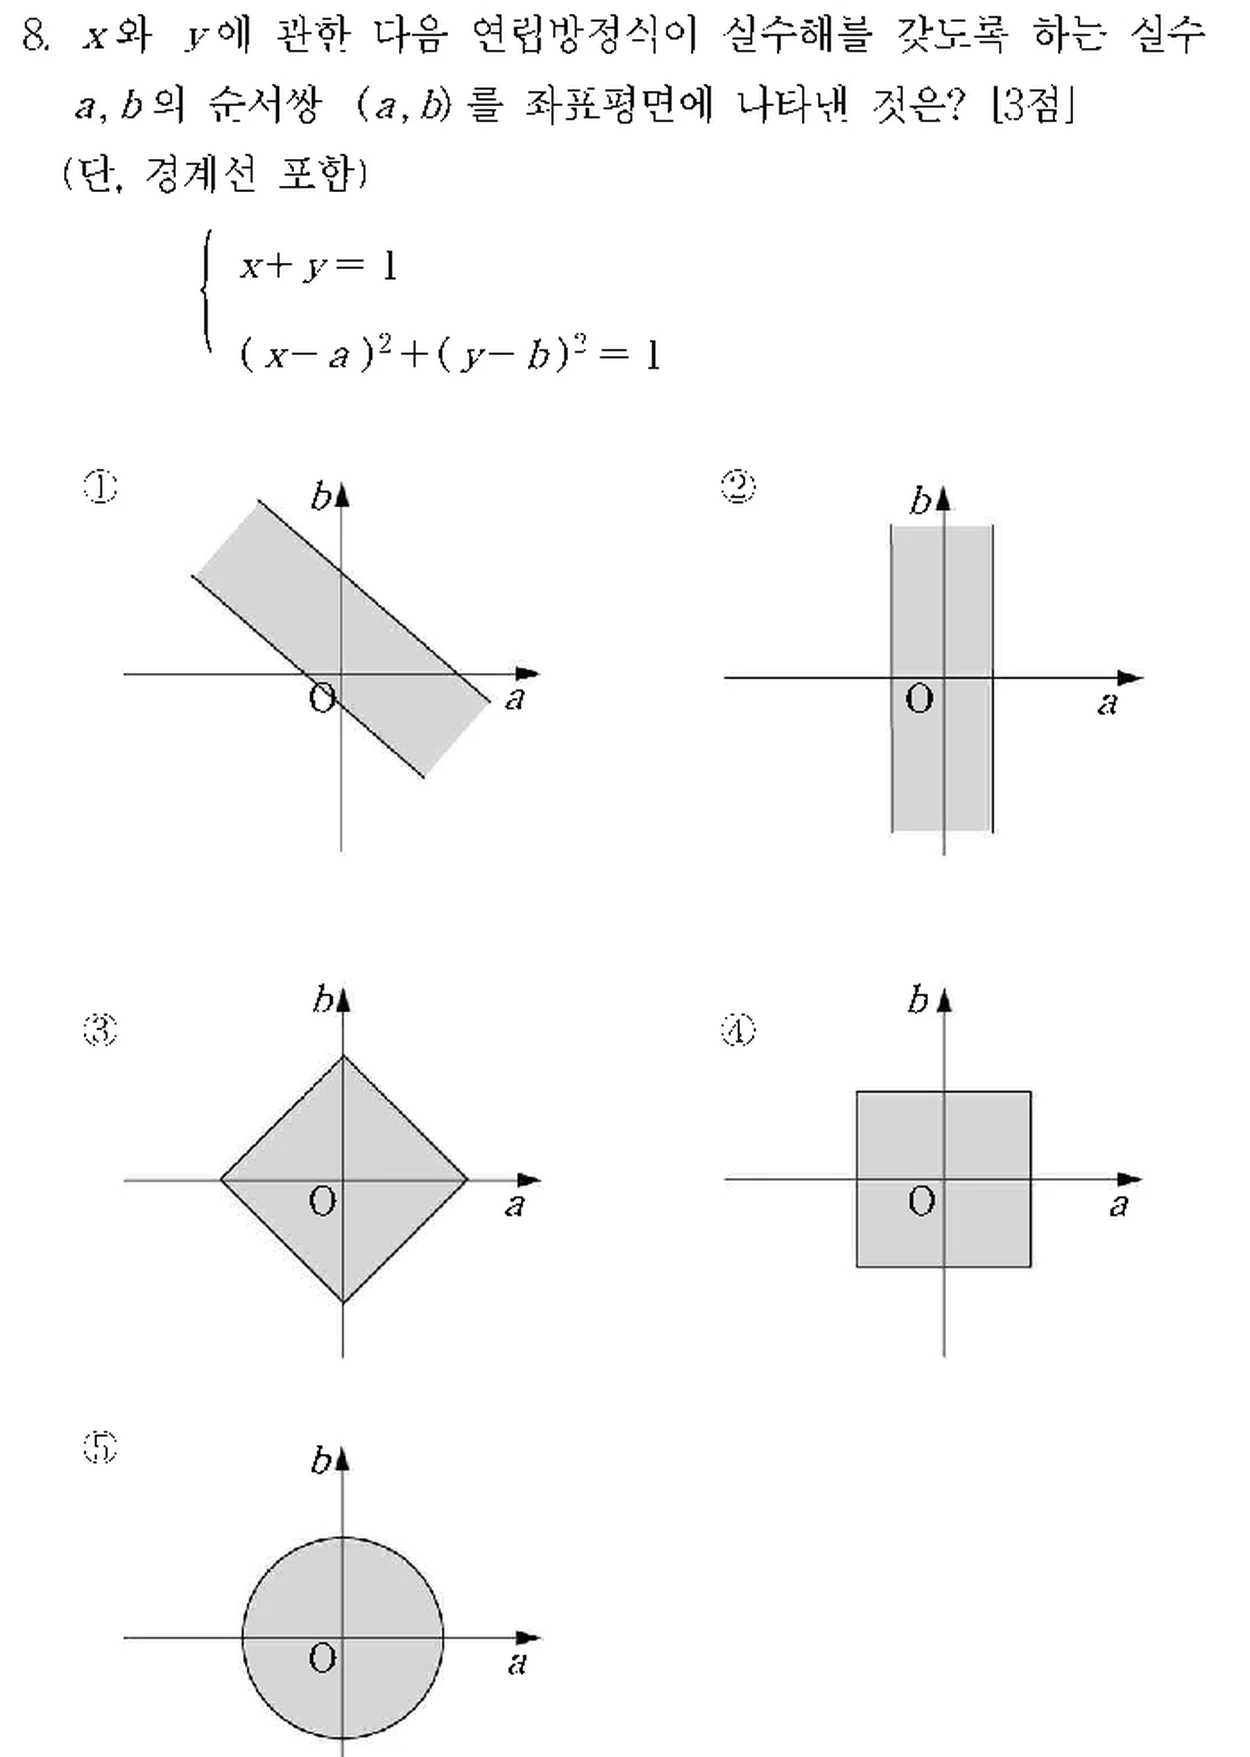 8. x와 y에 관한 다음 연립방정식이 실수해를 갖도록 하는 실수
a, b의 순서쌍 (a, b)를 좌표평면에 나타낸 것은? [3점]
(단, 경계선 포함)
x+y=1
(x-a)²+(y-b)²=1
① b
O a
② b
O a
③ b
O a
④ b
O a
⑤ b
O a